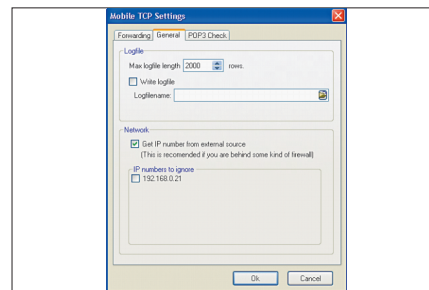 Mobile TCP Settings
Forwarding General POP3 Check
Logfile
Max logfile length 2000 rows.
Write logfile
Logfilename:
Network
Get IP number from external source
(This is recomended if you are behind some kind of firewall)
IP numbers to ignore
192.168.0.21
Ok Cancel